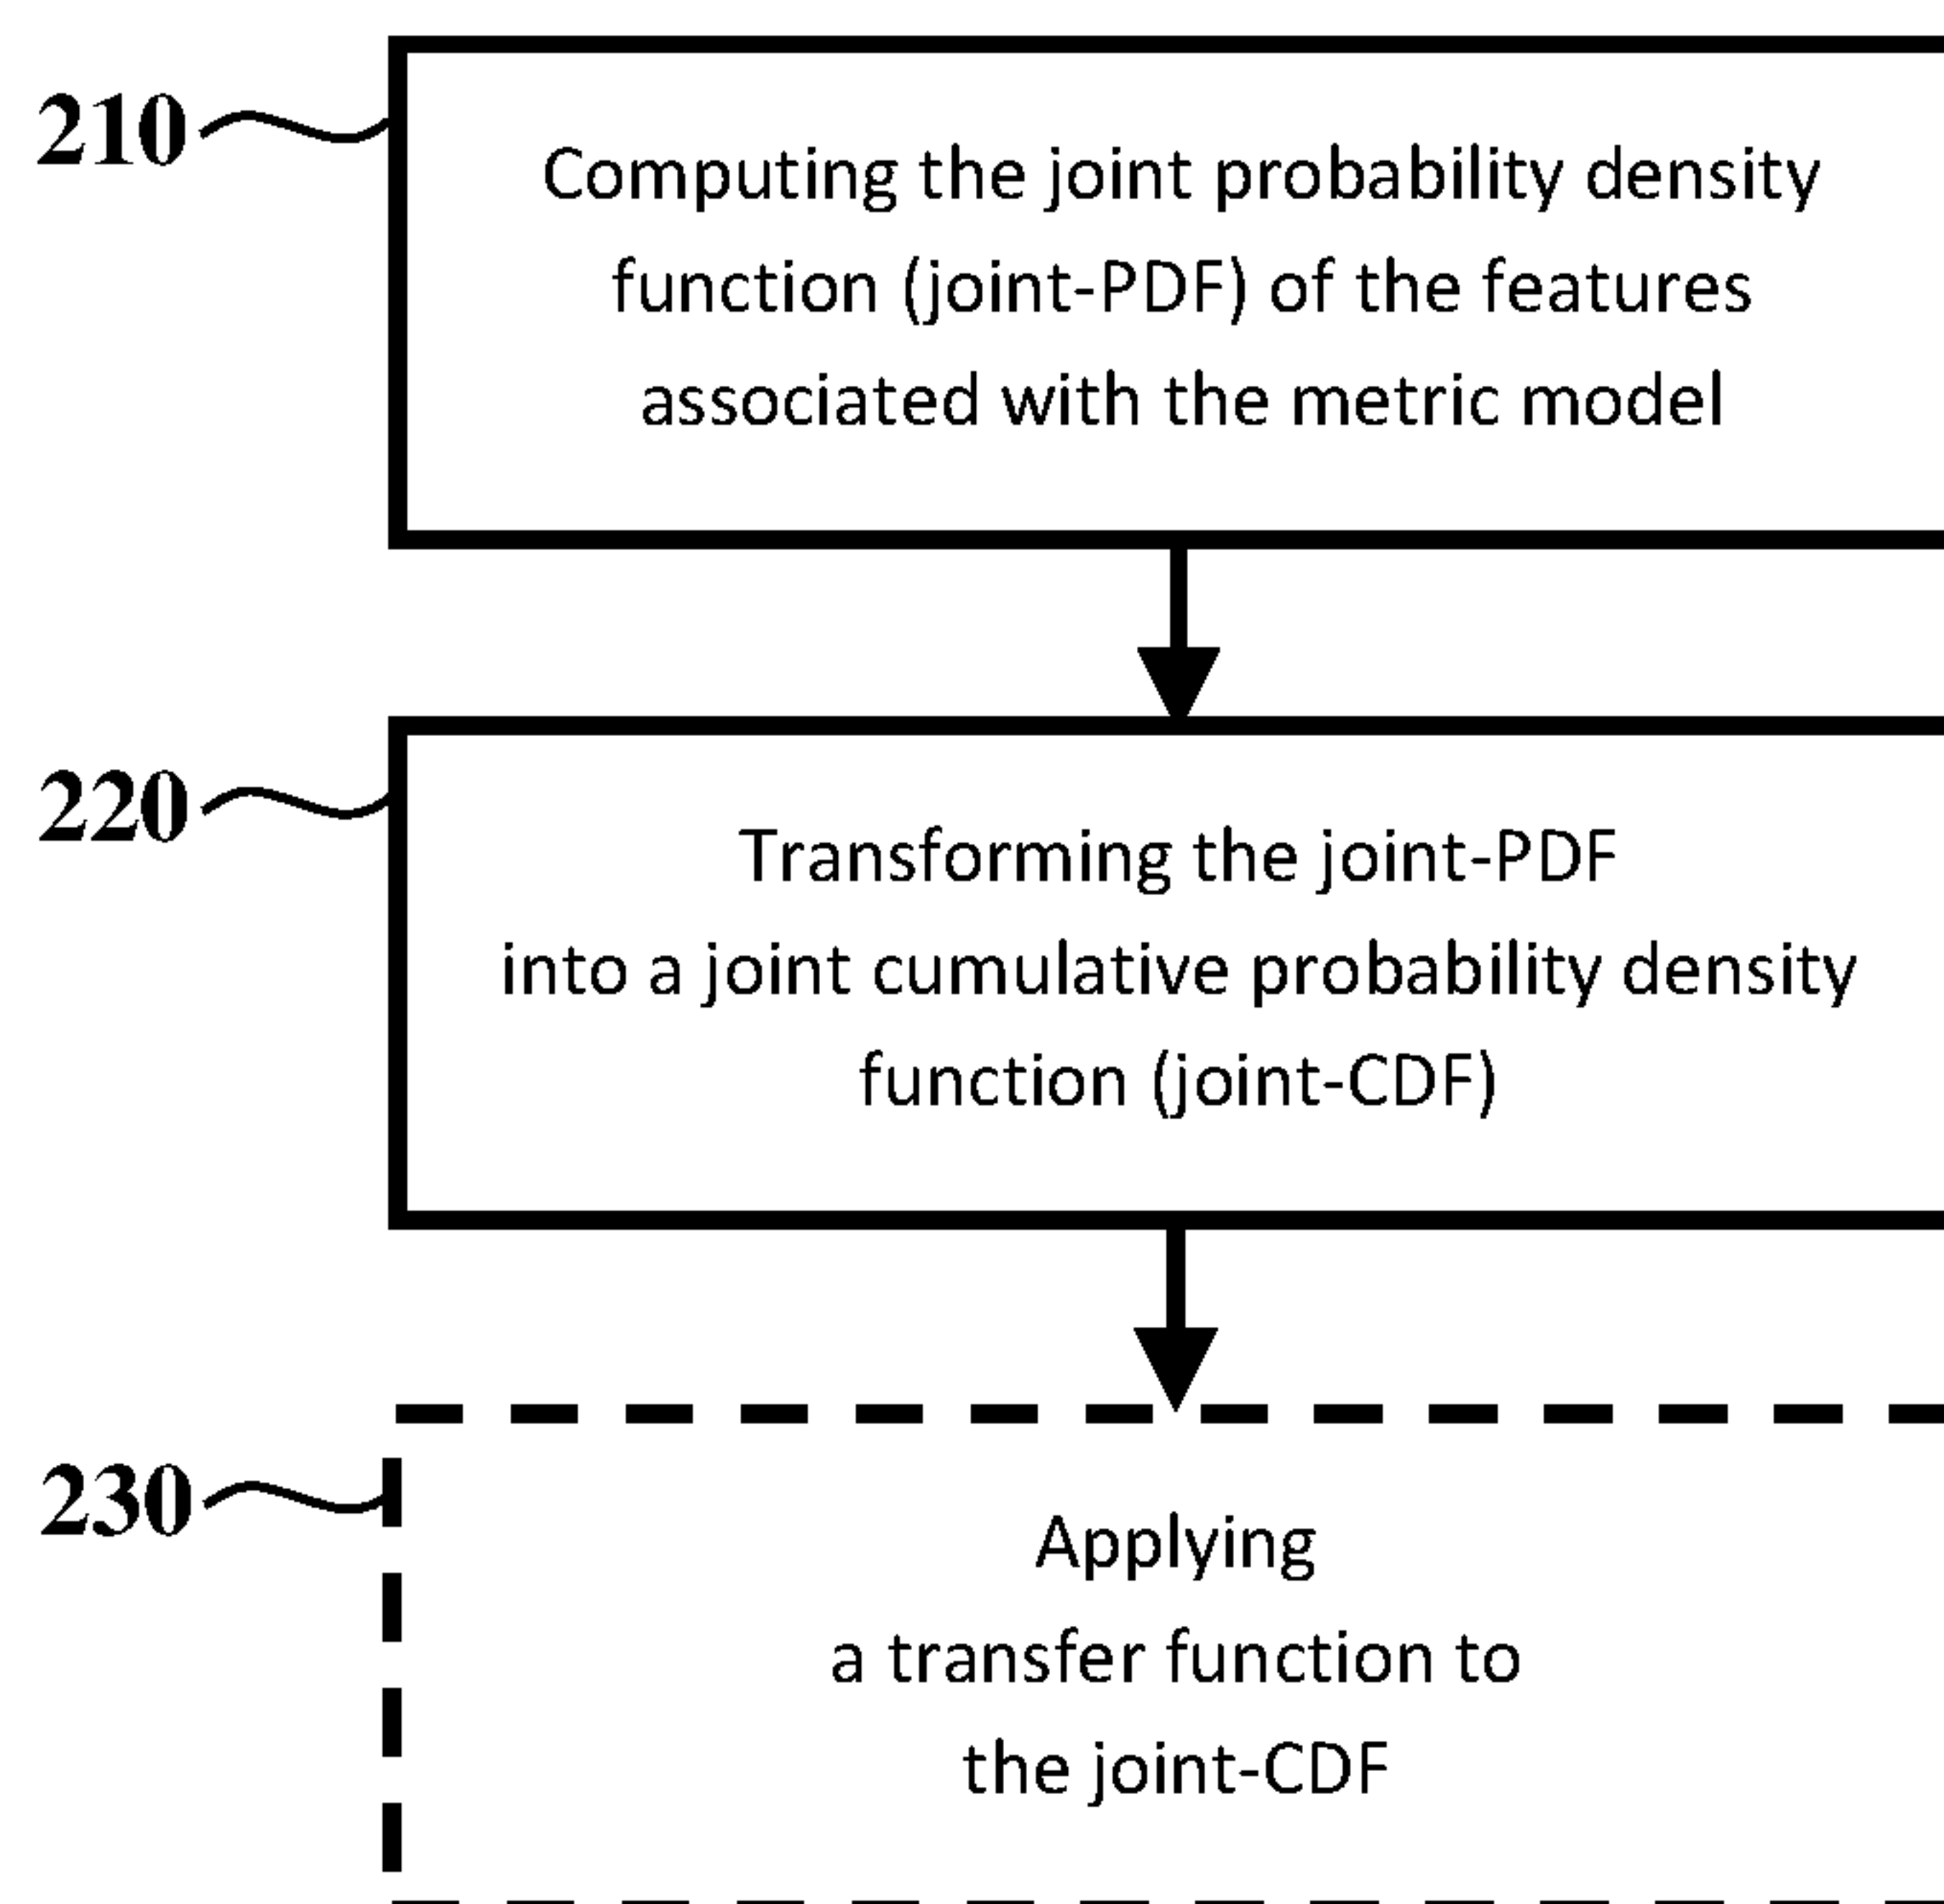 210
Computing the joint probability density
function (joint-PDF) of the features
associated with the metric model
220
Transforming the joint-PDF
into a joint cumulative probability density
function (joint-CDF)
230
Applying
a transfer function to
the joint-CDF